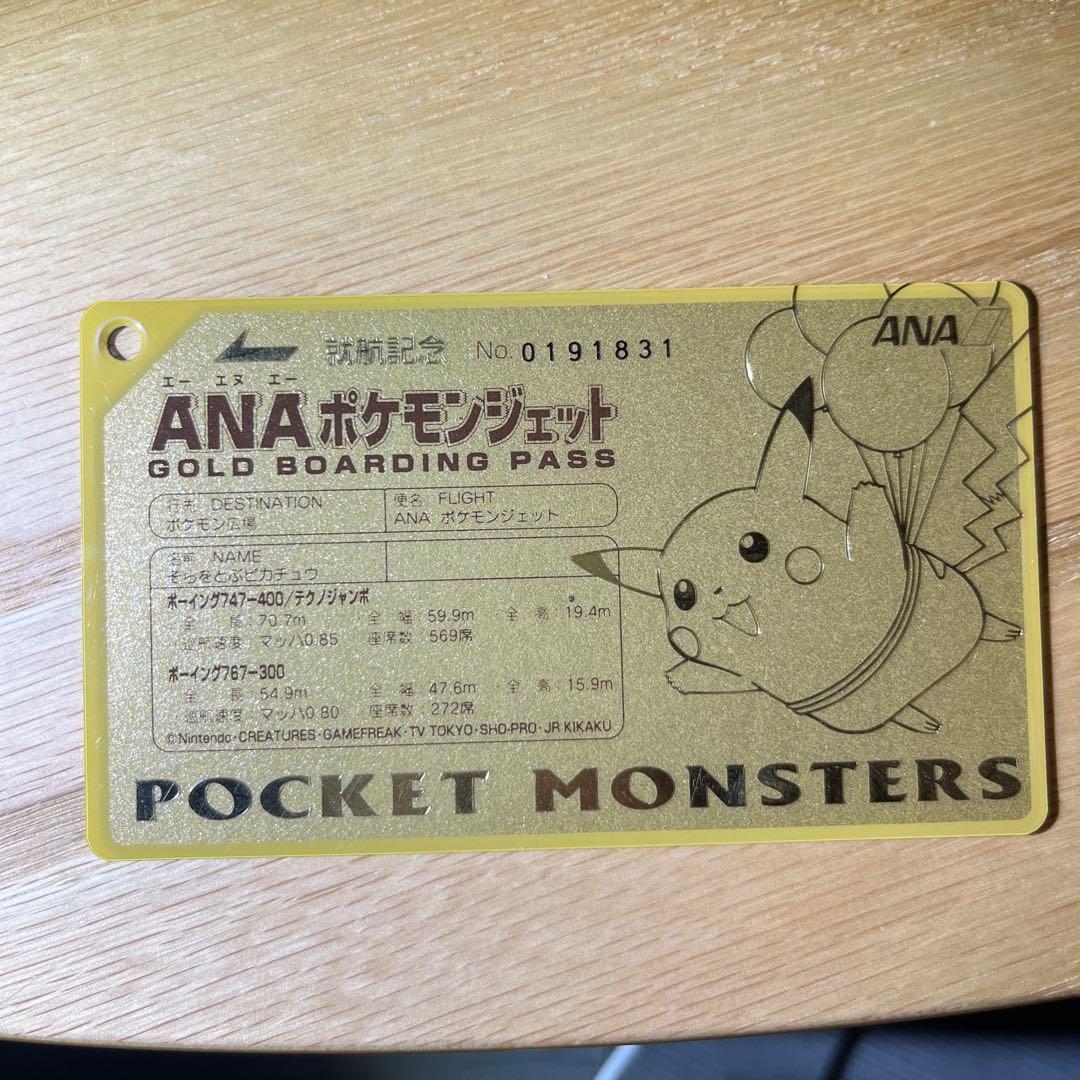 就航記念 No. 0191831
ANA
エー エヌ エー
ANAポケモンジェット
GOLD BOARDING PASS
行先 DESTINATION
ポケモン広場
便名 FLIGHT
ANA ポケモンジェット
名前 NAME
そらをとぶピカチュウ
ボーイング747-400/テクノジャンボ
全 長:70.7m 全 幅:59.9m 全 高:19.4m
巡航速度:マッハ0.85 座席数:569席
ボーイング767-300
全 長:54.9m 全 幅:47.6m 全 高:15.9m
巡航速度:マッハ0.80 座席数:272席
©Nintendo・CREATURES・GAMEFREAK・TV TOKYO・SHO-PRO・JR KIKAKU
POCKET MONSTERS